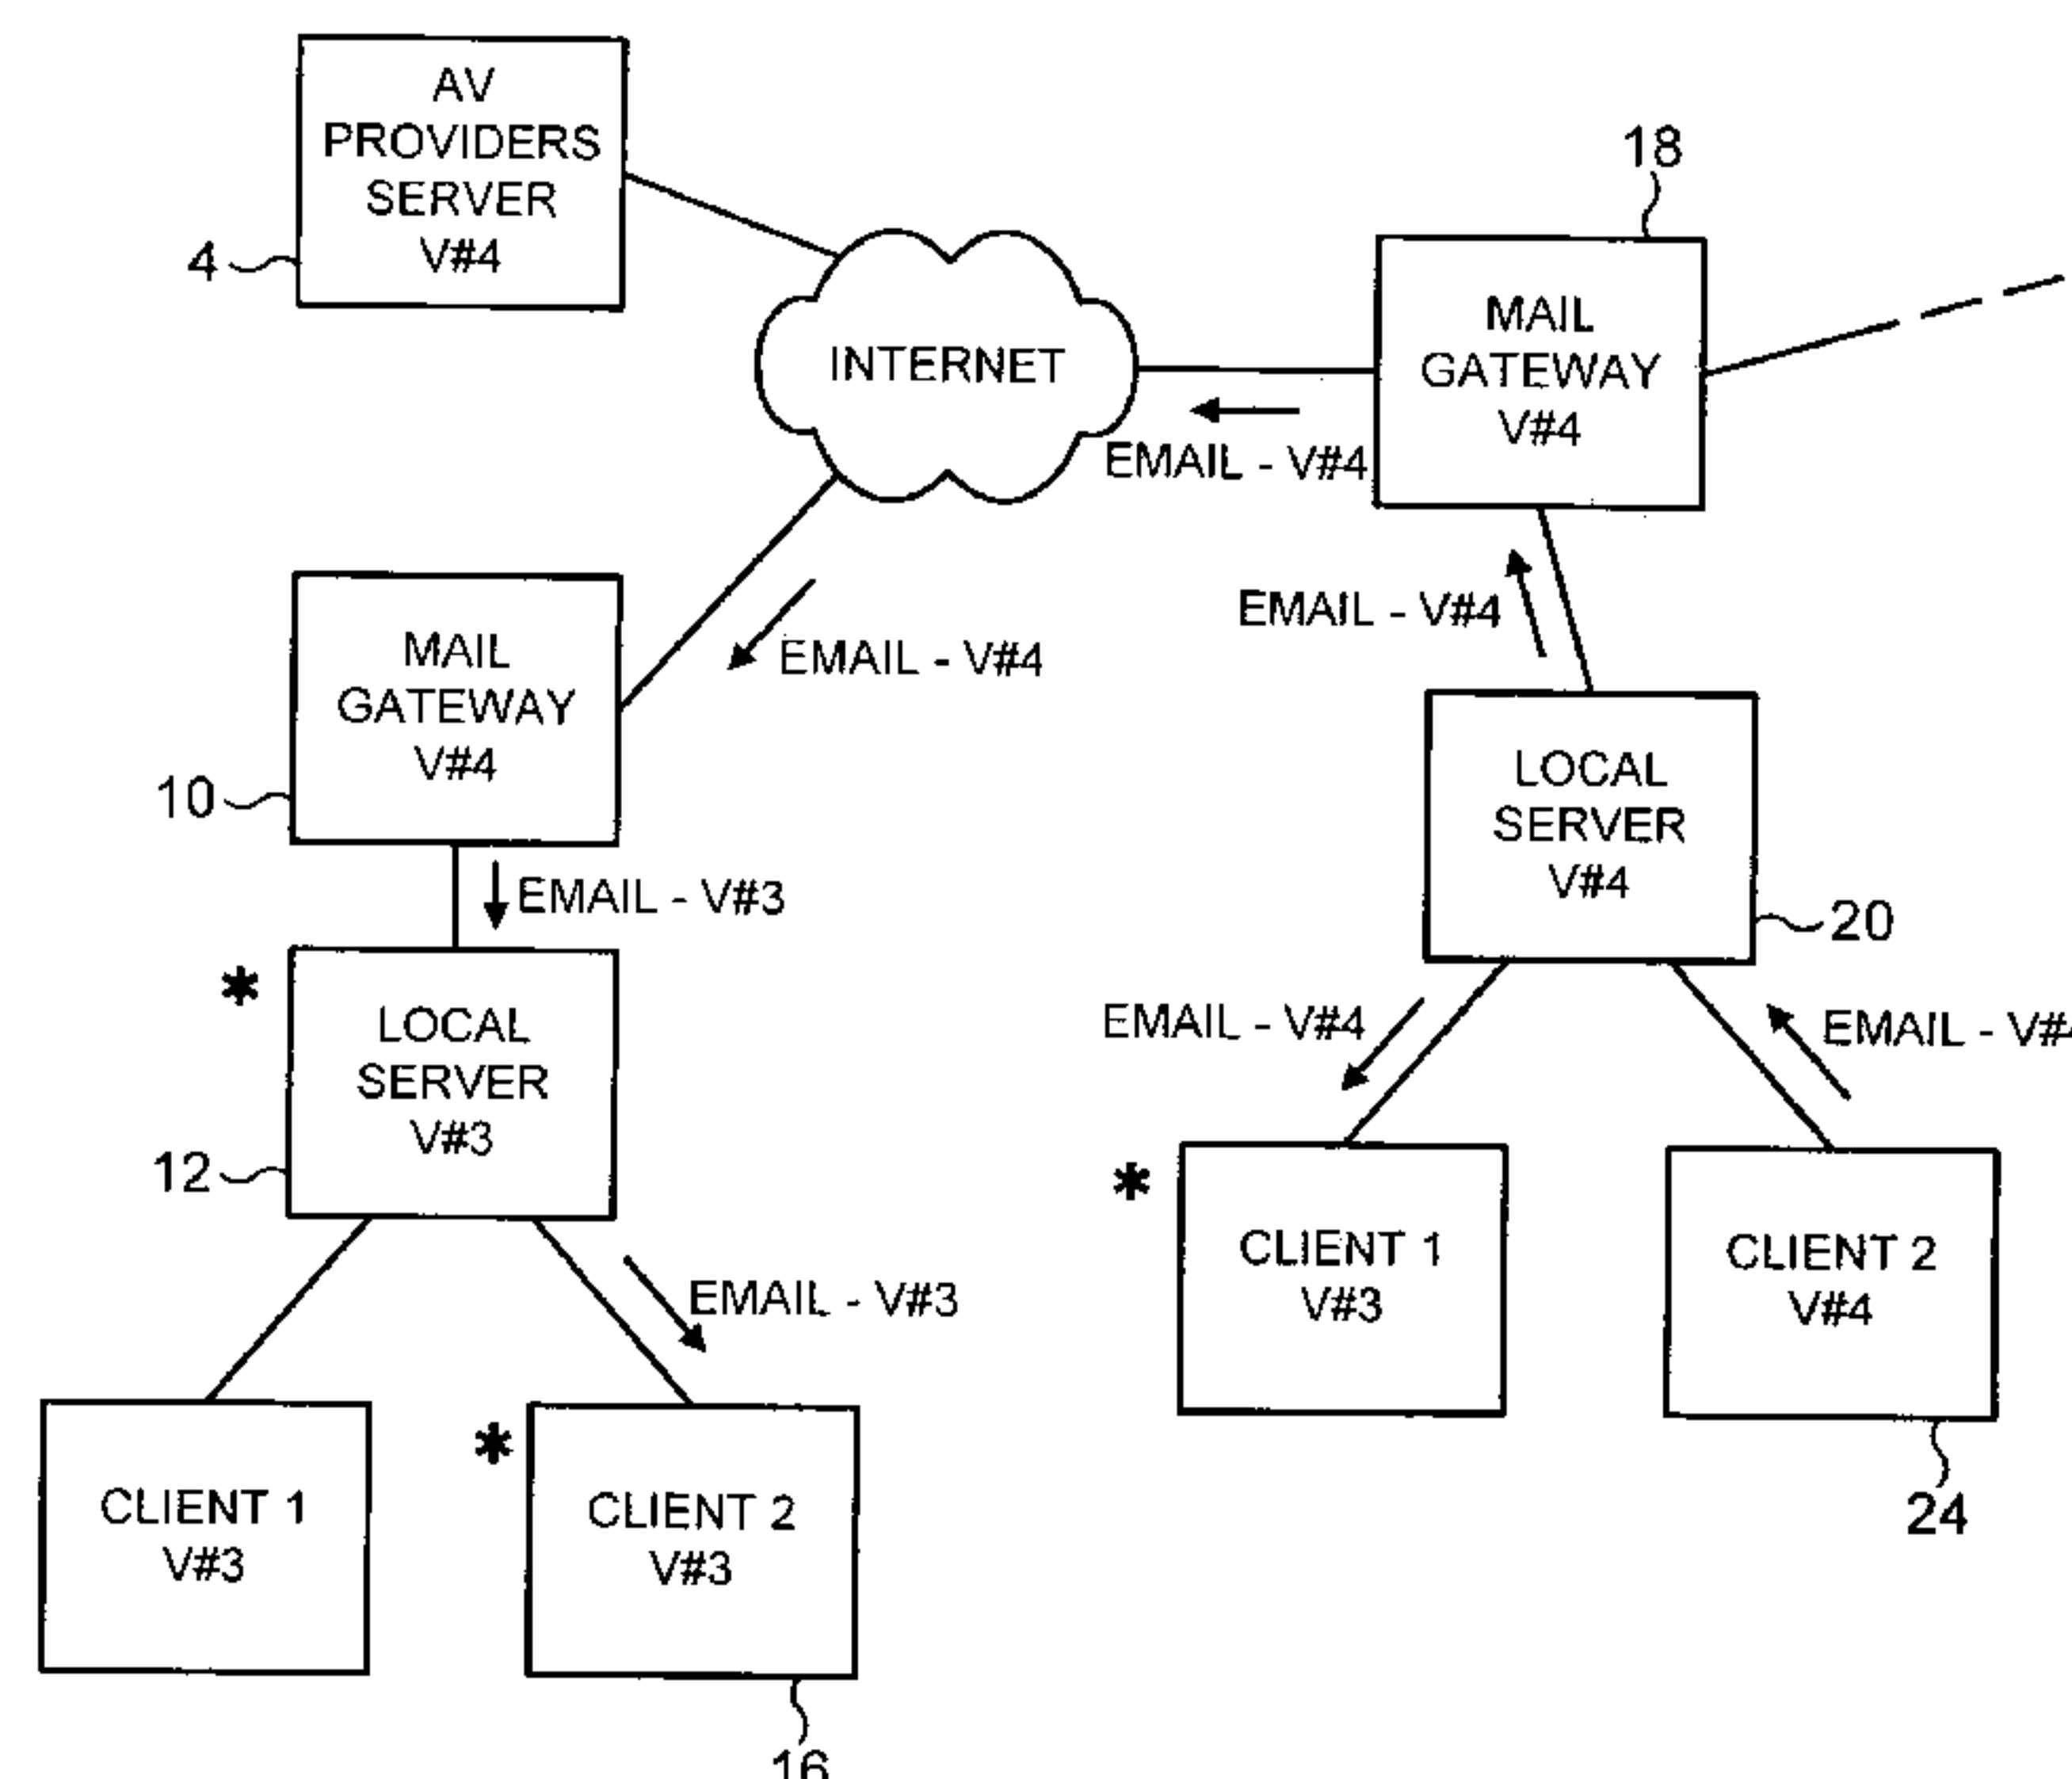 AV
PROVIDERS
SERVER
V#4
4
18
MAIL
GATEWAY
V#4
INTERNET
EMAIL - V#4
EMAIL - V#4
MAIL
GATEWAY
V#4
10
EMAIL - V#4
LOCAL
SERVER
V#4
20
EMAIL - V#3
*
LOCAL
SERVER
V#3
12
EMAIL - V#4
EMAIL - V#
*
CLIENT 1
V#3
CLIENT 2
V#4
24
EMAIL - V#3
CLIENT 1
V#3
*
CLIENT 2
V#3
16